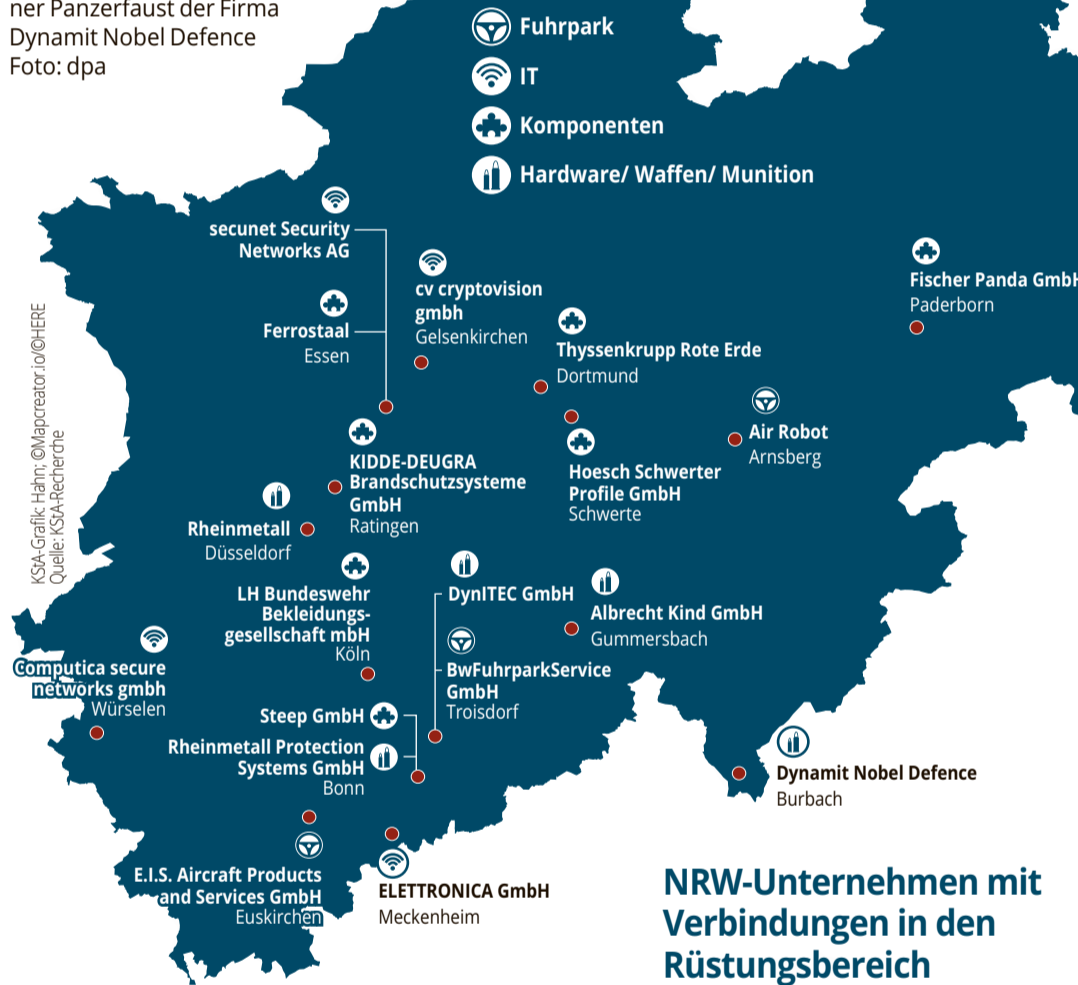 ner Panzerfaust der Firma
Dynamit Nobel Defence
Foto: dpa
Fuhrpark
IT
Komponenten
Hardware/ Waffen/ Munition
secunet Security
Networks AG
Ferrostaal
Essen
cv cryptovision
gmbh
Gelsenkirchen
Thyssenkrupp Rote Erde
Dortmund
Fischer Panda GmbH
Paderborn
Air Robot
Arnsberg
KIDDE-DEUGRA
Brandschutzsysteme
GmbH
Ratingen
Hoesch Schwerter
Profile GmbH
Schwerte
Rheinmetall
Düsseldorf
LH Bundeswehr
Bekleidungs-
gesellschaft mbH
Köln
DynITEC GmbH
BwFuhrparkService
GmbH
Troisdorf
Albrecht Kind GmbH
Gummersbach
Computica secure
networks gmbh
Würselen
Steep GmbH
Rheinmetall Protection
Systems GmbH
Bonn
Dynamit Nobel Defence
Burbach
E.I.S. Aircraft Products
and Services GmbH
Euskirchen
ELETTRONICA GmbH
Meckenheim
NRW-Unternehmen mit
Verbindungen in den
Rüstungsbereich
KStA-Grafik: Hahn; ©Mapcreator.io/©HERE
Quelle: KStA-Recherche